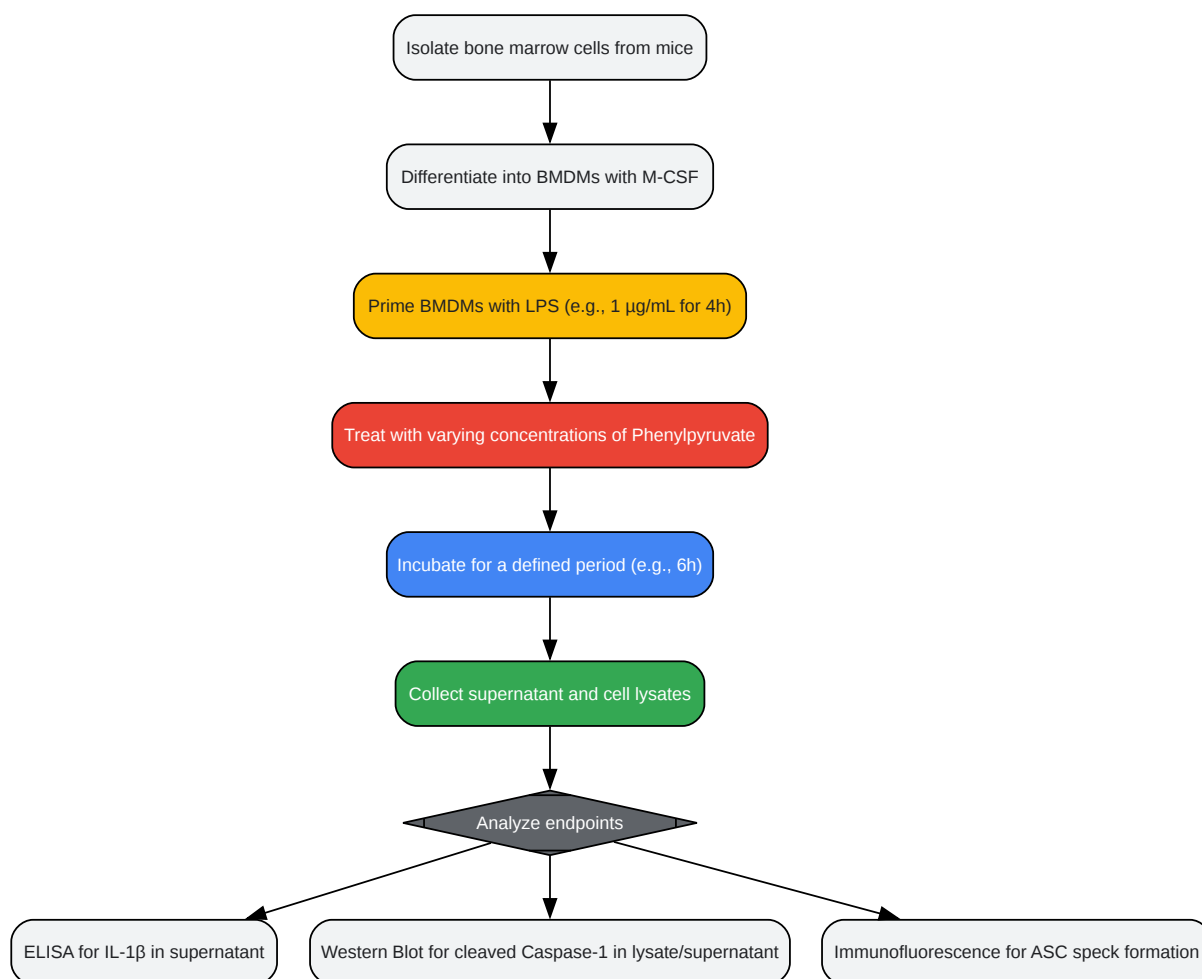 Isolate bone marrow cells from mice
Differentiate into BMDMs with M-CSF
Prime BMDMs with LPS (e.g., 1 µg/mL for 4h)
Treat with varying concentrations of Phenylpyruvate
Incubate for a defined period (e.g., 6h)
Collect supernatant and cell lysates
Analyze endpoints
ELISA for IL-1β in supernatant
Western Blot for cleaved Caspase-1 in lysate/supernatant
Immunofluorescence for ASC speck formation